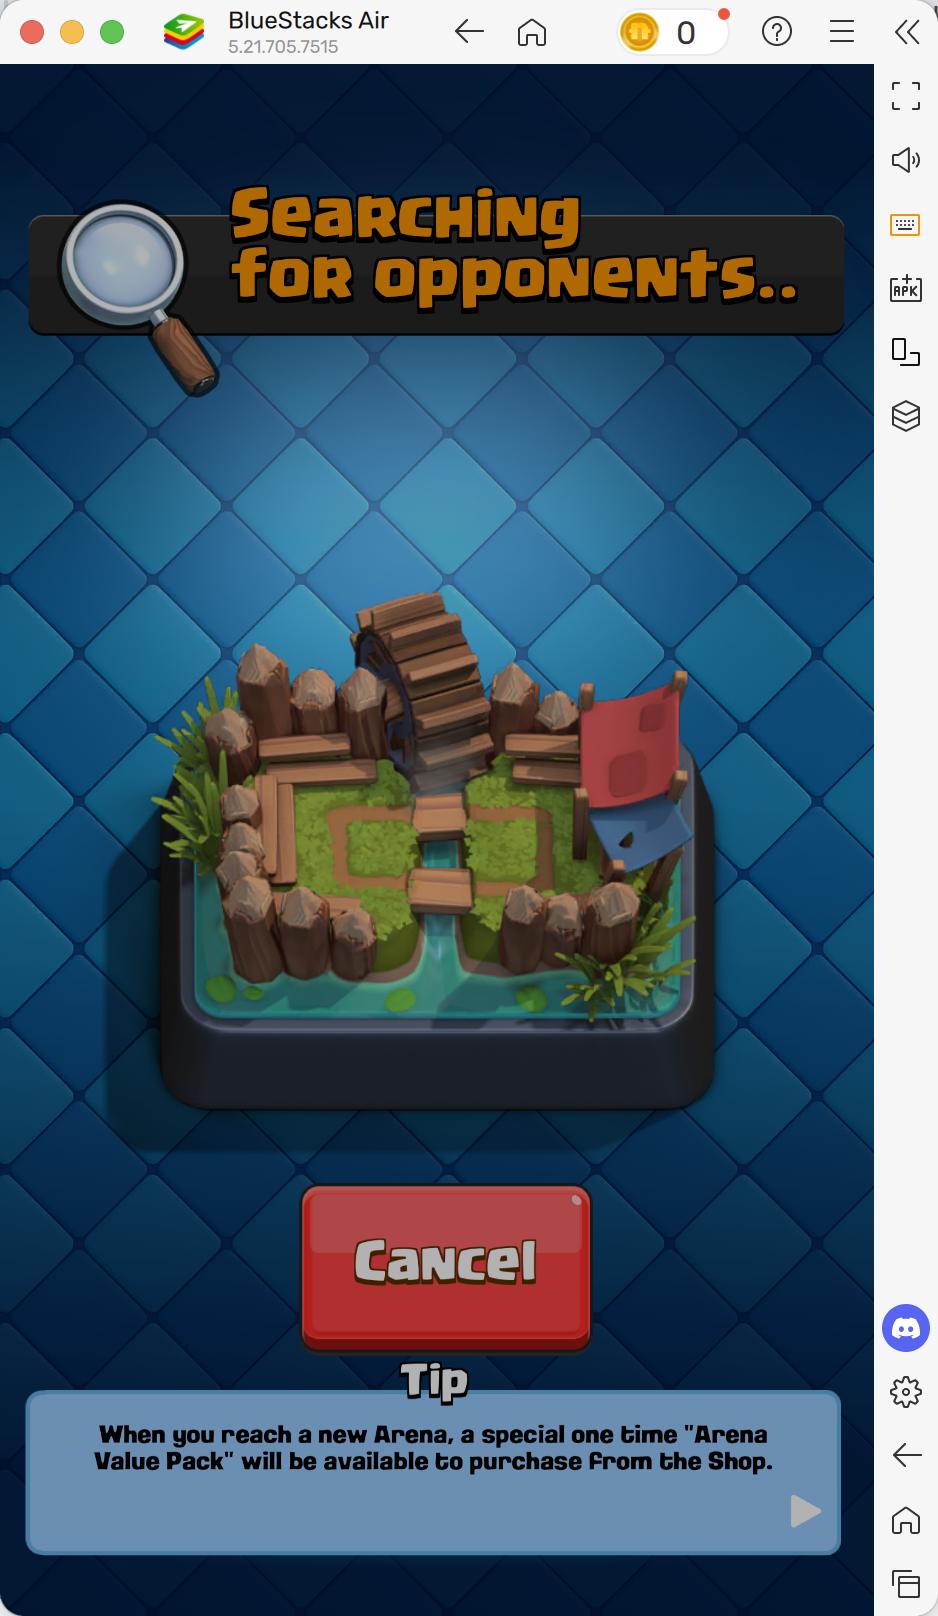 BlueStacks Air
5.21.705.7515
0
APK
Searching
for opponents..
Cancel
Tip
When you reach a new Arena, a special one time "Arena
Value Pack" will be available to purchase from the Shop.